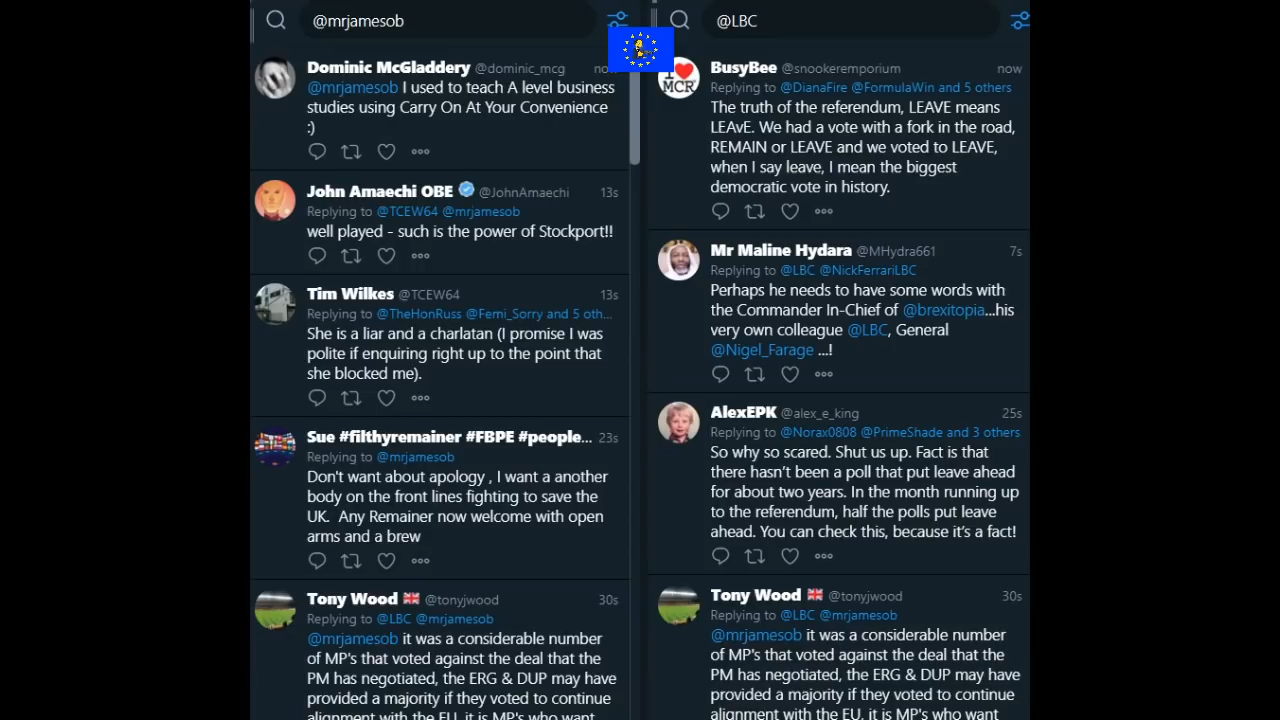 @mrjamesob
Dominic McGladdery @dominic_mcg now
@mrjamesob I used to teach A level business
studies using Carry On At Your Convenience
:)
John Amaechi OBE @JohnAmaechi 13s
Replying to @TCEW64 @mrjamesob
well played - such is the power of Stockport!!
Tim Wilkes @TCEW64 13s
Replying to @TheHonRuss @Femi_Sorry and 5 oth...
She is a liar and a charlatan (I promise I was
polite if enquiring right up to the point that
she blocked me).
Sue #filthyremainer #FBPE #people... 23s
Replying to @mrjamesob
Don't want about apology , I want a another
body on the front lines fighting to save the
UK. Any Remainer now welcome with open
arms and a brew
Tony Wood @tonyjwood 30s
Replying to @LBC @mrjamesob
@mrjamesob it was a considerable number
of MP's that voted against the deal that the
PM has negotiated, the ERG & DUP may have
provided a majority if they voted to continue
alignment with the EU, it is MP's who want
@LBC
I ♥ MCR
BusyBee @snookeremporium now
Replying to @DianaFire @FormulaWin and 5 others
The truth of the referendum, LEAVE means
LEAvE. We had a vote with a fork in the road,
REMAIN or LEAVE and we voted to LEAVE,
when I say leave, I mean the biggest
democratic vote in history.
Mr Maline Hydara @MHydra661 7s
Replying to @LBC @NickFerrariLBC
Perhaps he needs to have some words with
the Commander In-Chief of @brexitopia...his
very own colleague @LBC, General
@Nigel_Farage ...!
AlexEPK @alex_e_king 25s
Replying to @Norax0808 @PrimeShade and 3 others
So why so scared. Shut us up. Fact is that
there hasn't been a poll that put leave ahead
for about two years. In the month running up
to the referendum, half the polls put leave
ahead. You can check this, because it's a fact!
Tony Wood @tonyjwood 30s
Replying to @LBC @mrjamesob
@mrjamesob it was a considerable number
of MP's that voted against the deal that the
PM has negotiated, the ERG & DUP may have
provided a majority if they voted to continue
alignment with the EU, it is MP's who want